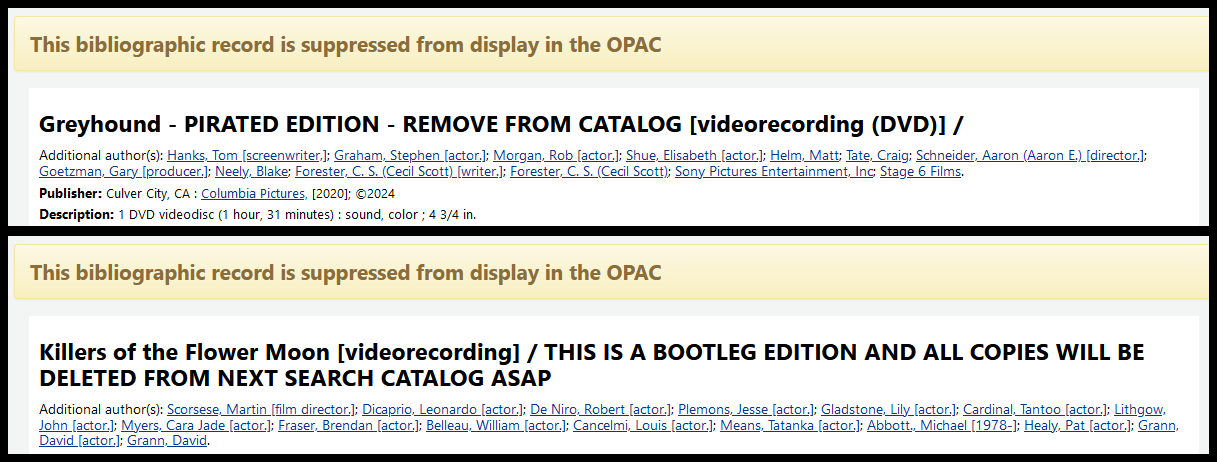 This bibliographic record is suppressed from display in the OPAC
Greyhound - PIRATED EDITION - REMOVE FROM CATALOG [videorecording (DVD)] /
Additional author(s): Hanks, Tom [screenwriter,]; Graham, Stephen [actor.]; Morgan, Rob [actor.]; Shue, Elisabeth [actor.]; Helm, Matt; Tate, Craig; Schneider, Aaron (Aaron E.) [director.];
Goetzman, Gary [producer.]; Neely, Blake; Forester, C. S. (Cecil Scott) [writer.]; Forester, C. S. (Cecil Scott); Sony Pictures Entertainment, Inc; Stage 6 Films.
Publisher: Culver City, CA : Columbia Pictures, [2020]; ©2024
Description: 1 DVD videodisc (1 hour, 31 minutes) : sound, color ; 4 3/4 in.
This bibliographic record is suppressed from display in the OPAC
Killers of the Flower Moon [videorecording] / THIS IS A BOOTLEG EDITION AND ALL COPIES WILL BE
DELETED FROM NEXT SEARCH CATALOG ASAP
Additional author(s): Scorsese, Martin [film director.]; Dicaprio, Leonardo [actor.]; De Niro, Robert [actor.]; Plemons, Jesse [actor.]; Gladstone, Lily [actor.]; Cardinal, Tantoo [actor.]; Lithgow,
John [actor.]; Myers, Cara Jade [actor.]; Fraser, Brendan [actor.]; Belleau, William [actor.]; Cancelmi, Louis [actor.]; Means, Tatanka [actor.]; Abbott., Michael [1978-]; Healy, Pat [actor.]; Grann,
David [actor.]; Grann, David.